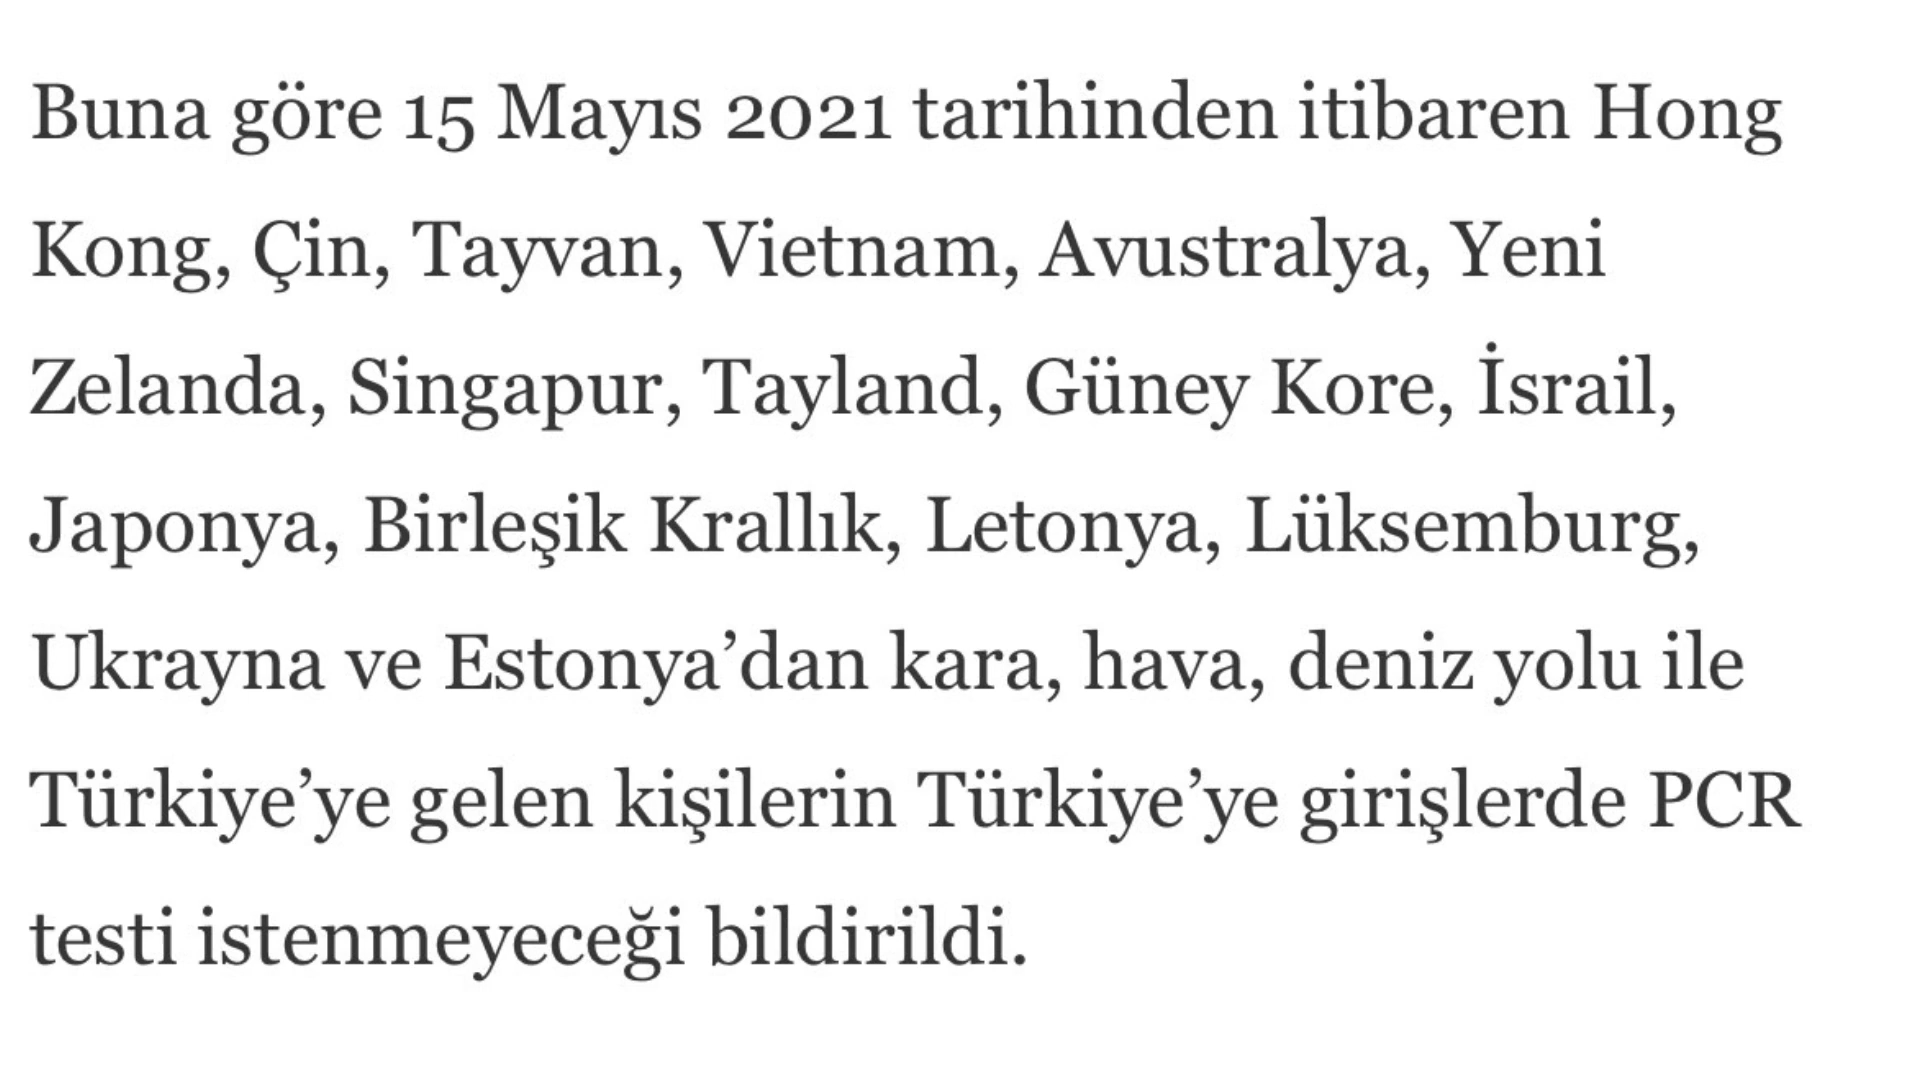 Buna göre 15 Mayıs 2021 tarihinden itibaren Hong
Kong, Çin, Tayvan, Vietnam, Avustralya, Yeni
Zelanda, Singapur, Tayland, Güney Kore, İsrail,
Japonya, Birleşik Krallık, Letonya, Lüksemburg,
Ukrayna ve Estonya’dan kara, hava, deniz yolu ile
Türkiye’ye gelen kişilerin Türkiye’ye girişlerde PCR
testi istenmeyeceği bildirildi.